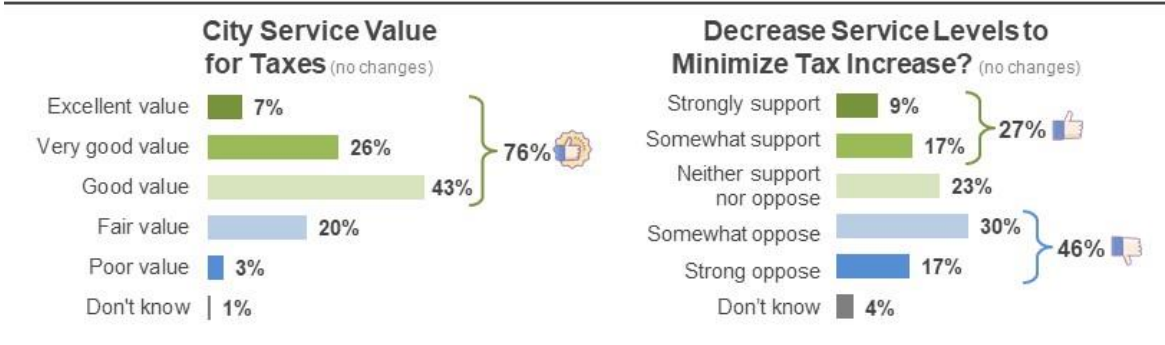 City Service Value
for Taxes (no changes)
Excellent value 7%
Very good value 26%
Good value 43%
Fair value 20%
Poor value 3%
Don't know 1%
76%
Decrease Service Levels to
Minimize Tax Increase? (no changes)
Strongly support 9%
Somewhat support 17%
Neither support
nor oppose 23%
Somewhat oppose 30%
Strong oppose 17%
Don't know 4%
27%
46%